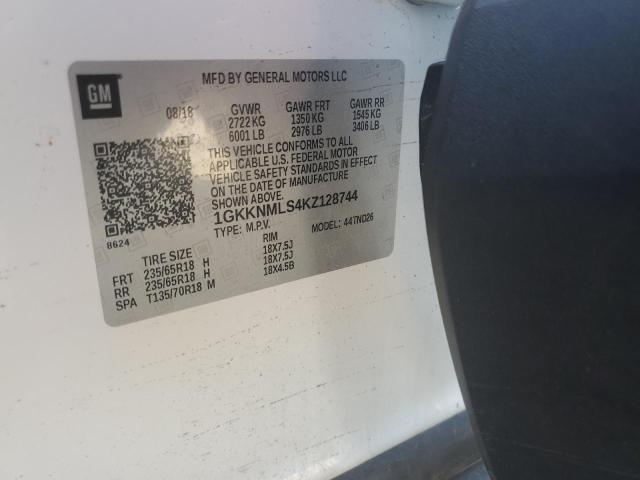 GM
MFD BY GENERAL MOTORS LLC
08/18 GVWR GAWR FRT GAWR RR
2722 KG 1350 KG 1545 KG
6001 LB 2976 LB 3406 LB
THIS VEHICLE CONFORMS TO ALL
APPLICABLE U.S. FEDERAL MOTOR
VEHICLE SAFETY STANDARDS IN EFFECT
ON THE DATE OF MANUFACTURE
SHOWN ABOVE.
1GKKNMLS4KZ128744
8624
TYPE: M.P.V. MODEL: 44TND26
TIRE SIZE RIM
FRT 235/65R18 H 18X7.5J
RR 235/65R18 H 18X7.5J
SPA T135/70R18 M 18X4.5B